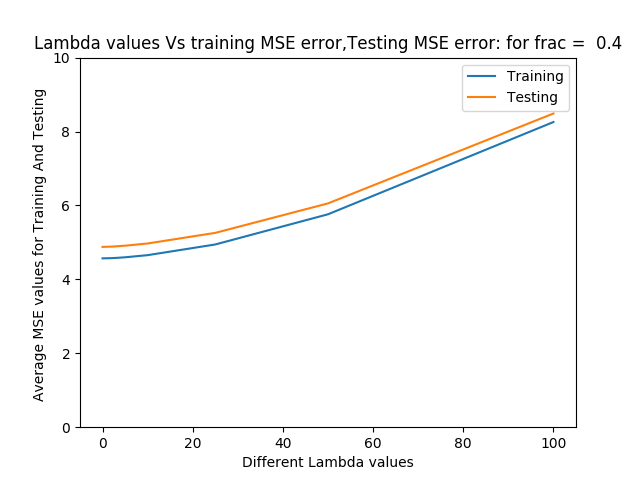 Lambda values Vs training MSE error,Testing MSE error: for frac =  0.4
Training
Testing
Average MSE values for Training And Testing
10
8
6
4
2
0
0 20 40 60 80 100
Different Lambda values